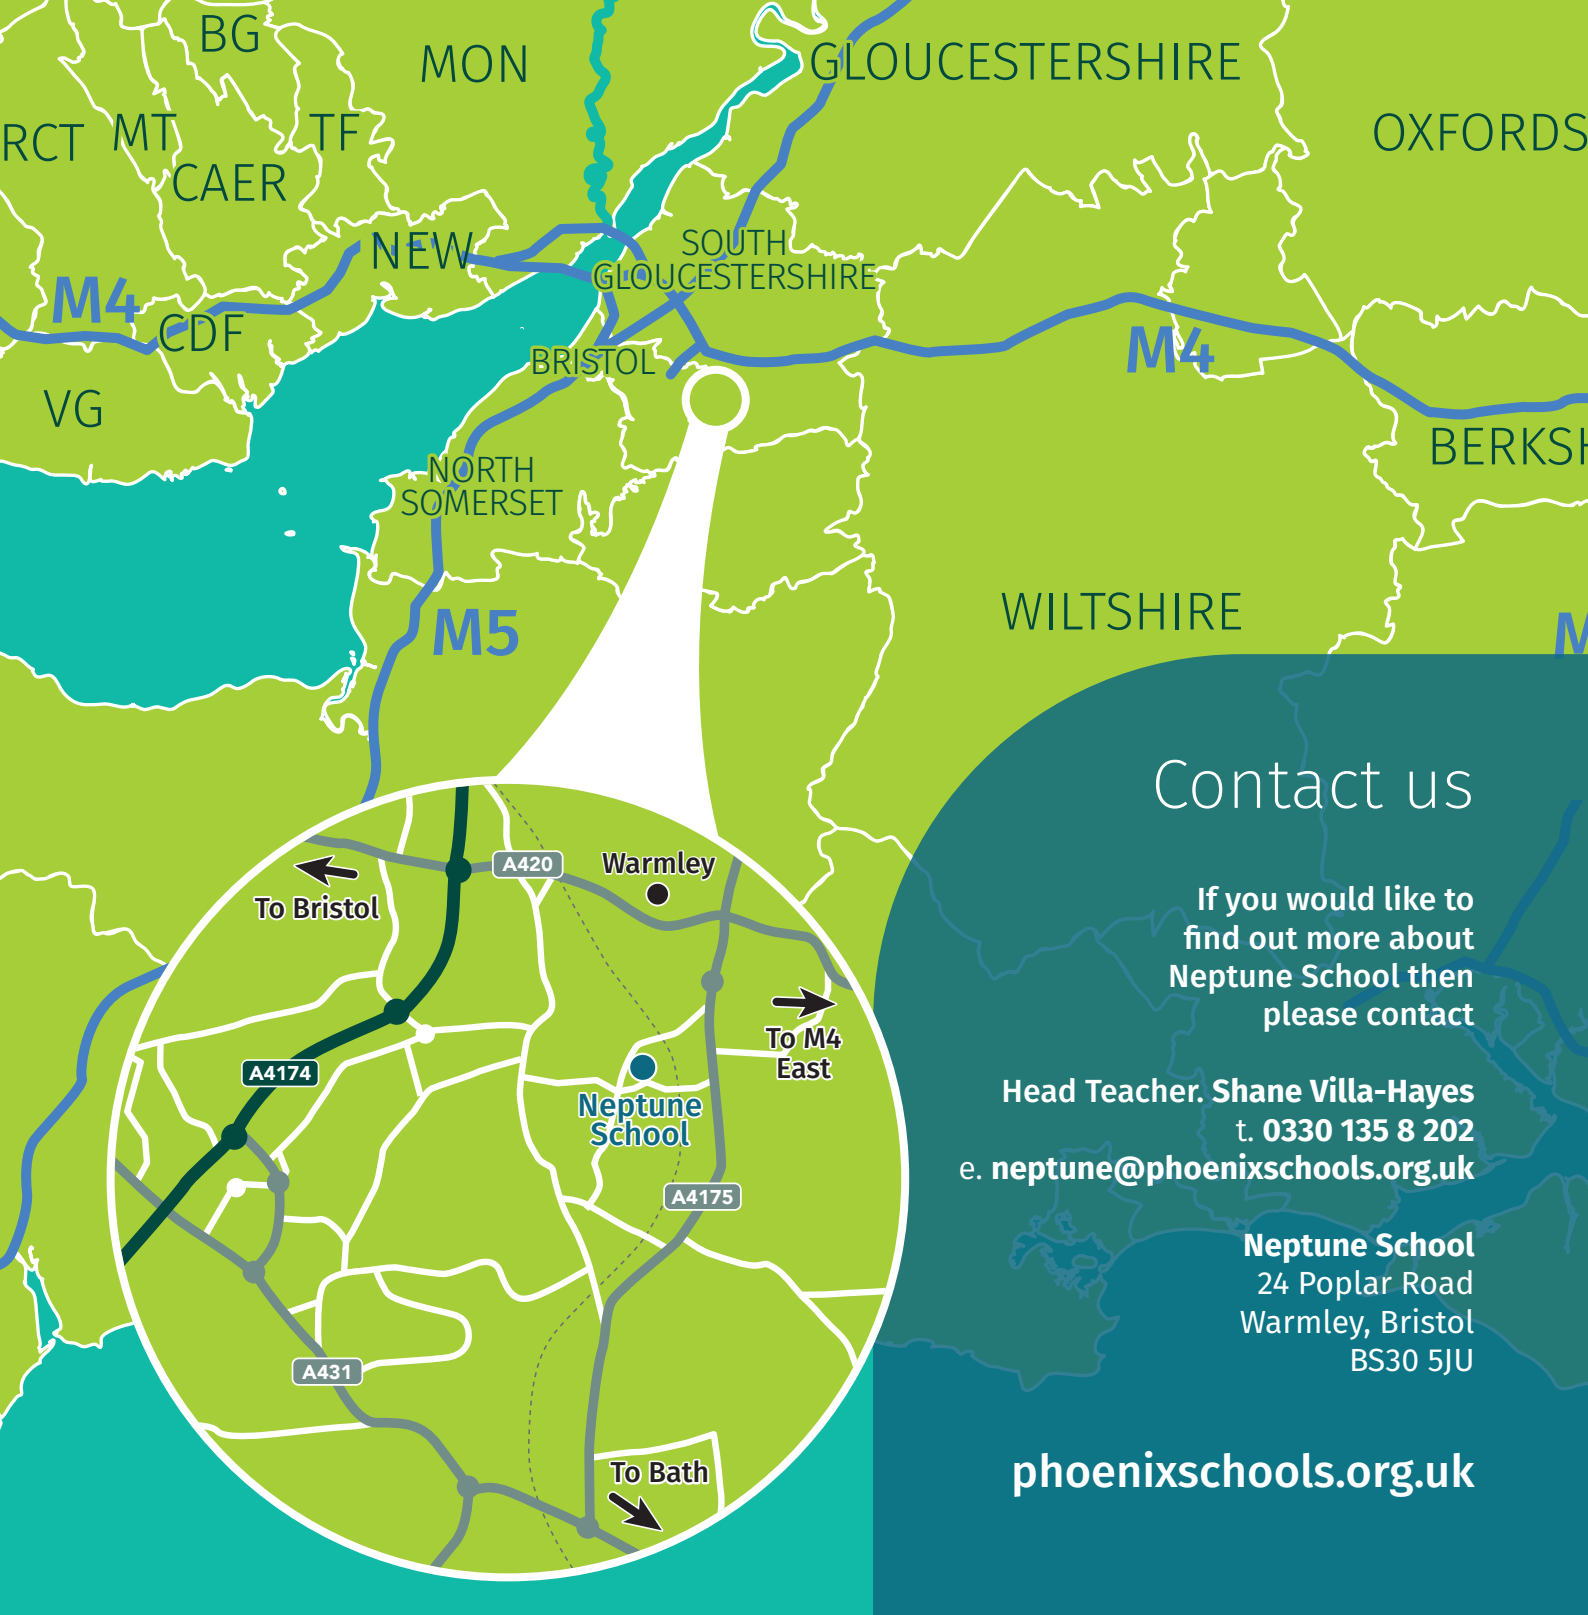 BG
MON
GLOUCESTERSHIRE
RCT
MT
TF
OXFORDS
CAER
NEW
SOUTH
GLOUCESTERSHIRE
M4
CDF
BRISTOL
M4
VG
BERKSH
NORTH
SOMERSET
WILTSHIRE
M5
M
Contact us
If you would like to
find out more about
Neptune School then
please contact
Head Teacher. Shane Villa-Hayes
t. 0330 135 8 202
e. neptune@phoenixschools.org.uk
Neptune School
24 Poplar Road
Warmley, Bristol
BS30 5JU
phoenixschools.org.uk
A420
Warmley
To Bristol
To M4
East
A4174
Neptune
School
A4175
A431
To Bath